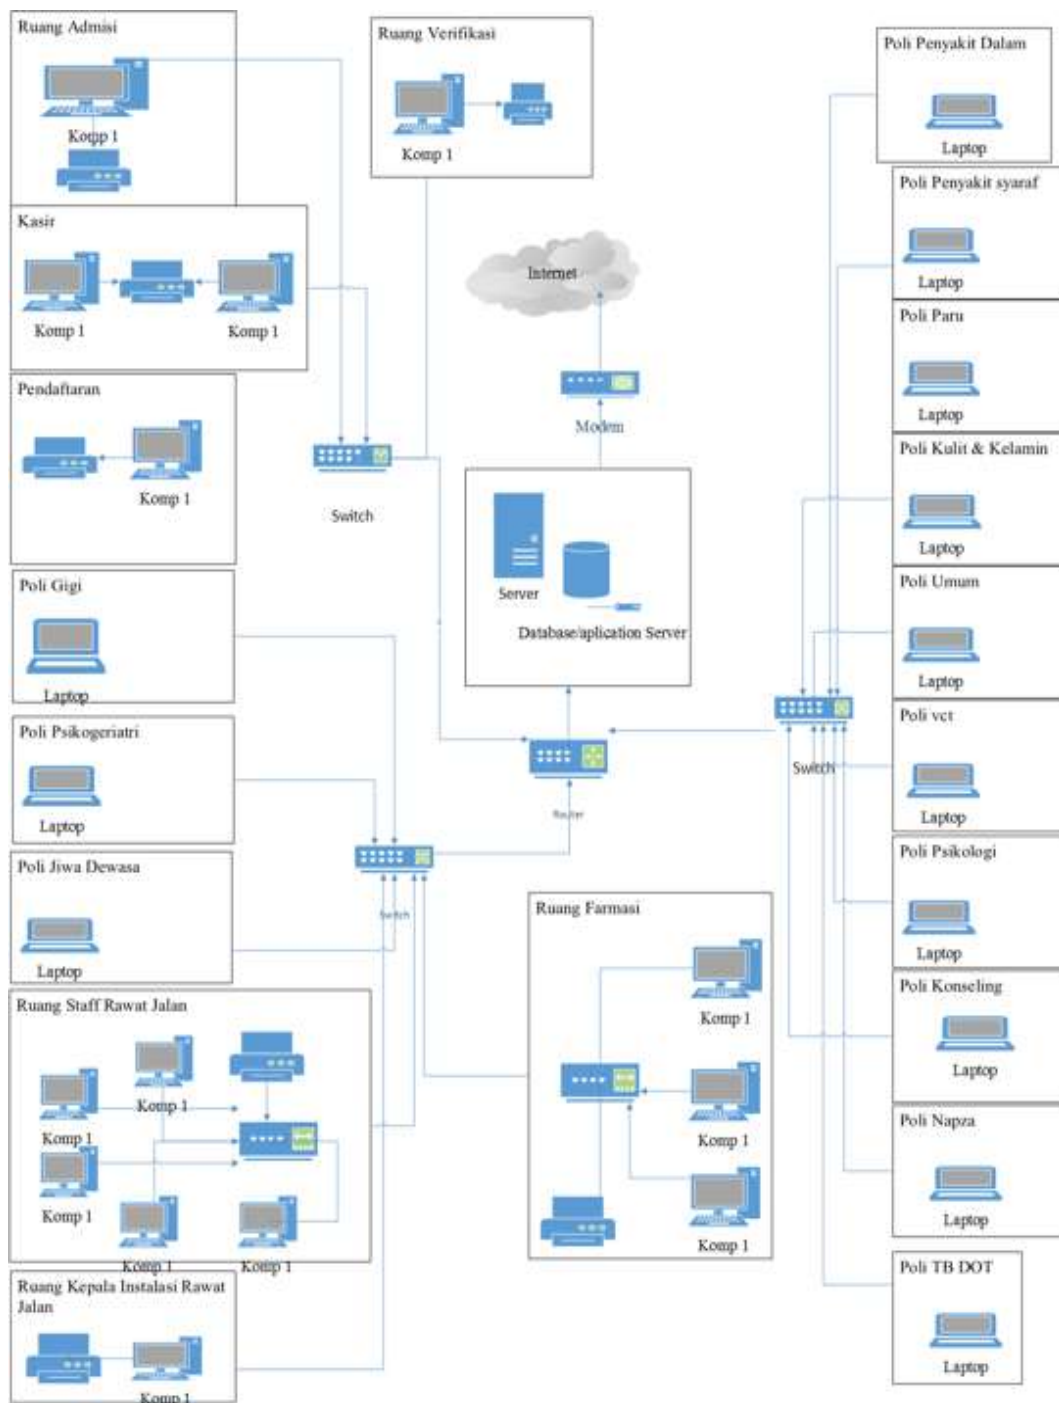 Ruang Admisi
Komp 1
Ruang Verifikasi
Komp 1
Poli Penyakit Dalam
Laptop
Kasir
Komp 1
Komp 1
Internet
Modem
Poli Penyakit syaraf
Laptop
Poli Paru
Laptop
Pendaftaran
Komp 1
Switch
Poli Kulit & Kelamin
Laptop
Server
Database/aplication Server
Poli Gigi
Laptop
Poli Umum
Laptop
Poli Psikogeriatri
Laptop
Router
Switch
Poli vct
Laptop
Poli Jiwa Dewasa
Laptop
Switch
Poli Psikologi
Laptop
Ruang Farmasi
Komp 1
Komp 1
Komp 1
Ruang Staff Rawat Jalan
Komp 1
Komp 1
Komp 1
Komp 1
Komp 1
Poli Konseling
Laptop
Poli Napza
Laptop
Ruang Kepala Instalasi Rawat
Jalan
Komp 1
Poli TB DOT
Laptop